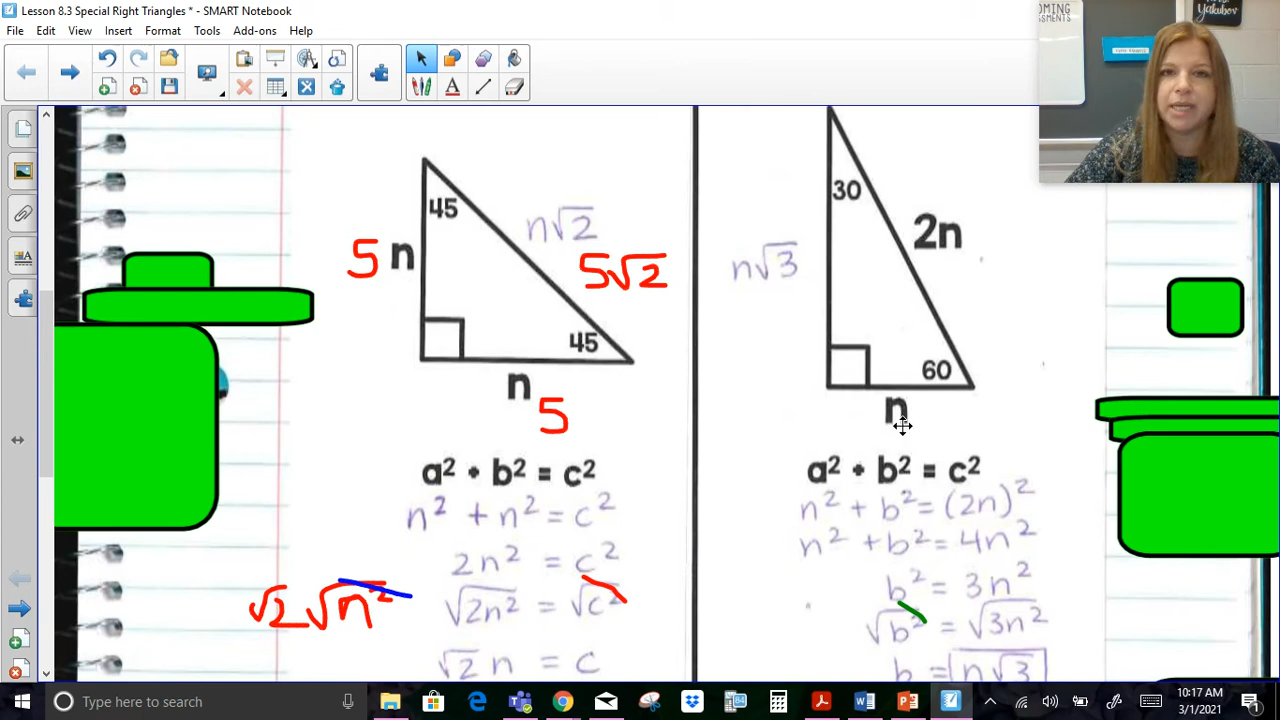 Lesson 8.3 Special Right Triangles * - SMART Notebook
File Edit View Insert Format Tools Add-ons Help
Yakubov
45
n√2
5 n
5√2
45
n
5
a² + b² = c²
n² + n² = c²
2n² = c²
√2 √n²
√2n² = √c²
√2 n = c
30
2n
n√3
60
n
a² + b² = c²
n² + b² = (2n)²
n² + b² = 4n²
b² = 3n²
√b² = √3n²
b = n√3
Type here to search
10:17 AM
3/1/2021